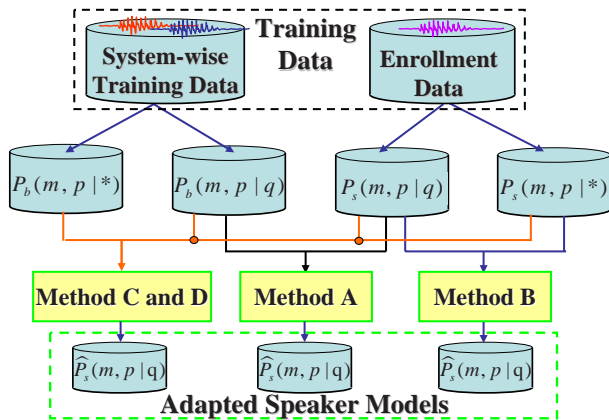 Training
Data
System-wise
Training Data
Enrollment
Data
P_b(m, p | *)
P_b(m, p | q)
P_s(m, p | q)
P_s(m, p | *)
Method C and D
Method A
Method B
P̂_s(m, p | q)
P̂_s(m, p | q)
P̂_s(m, p | q)
Adapted Speaker Models